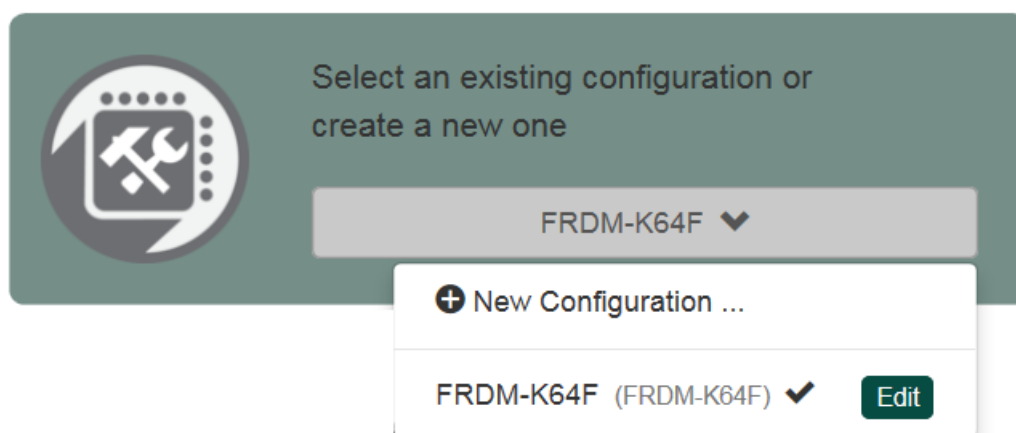 Select an existing configuration or
create a new one
FRDM-K64F
New Configuration ...
FRDM-K64F (FRDM-K64F) Edit